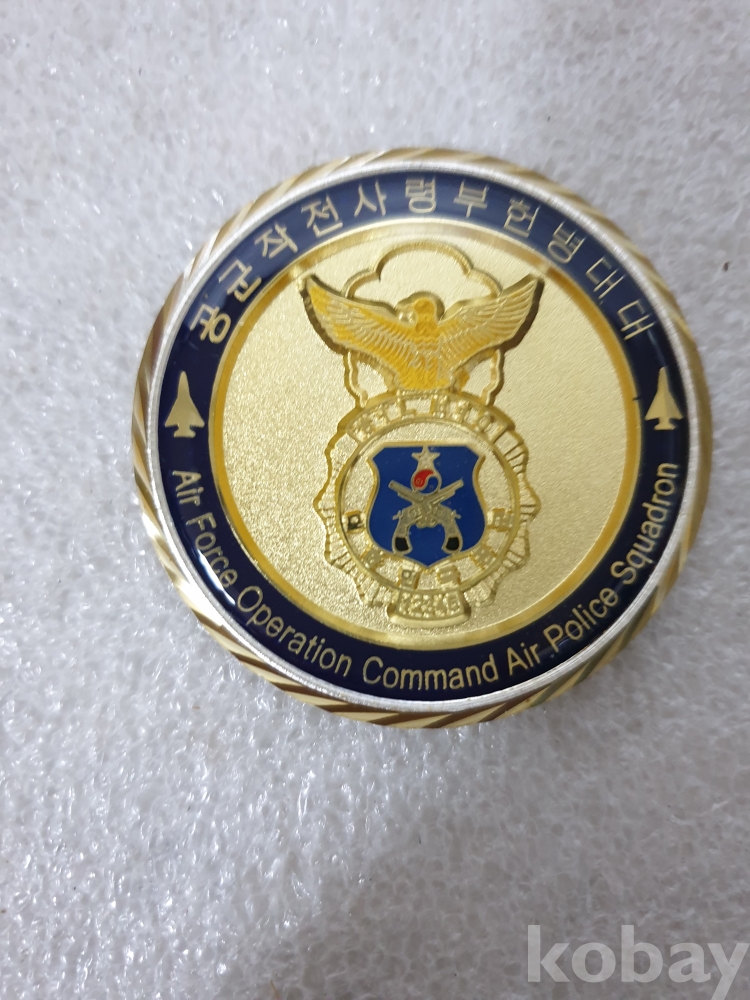 공군작전사령부헌병대대
Air Force Operation Command Air Police Squadron
kobay